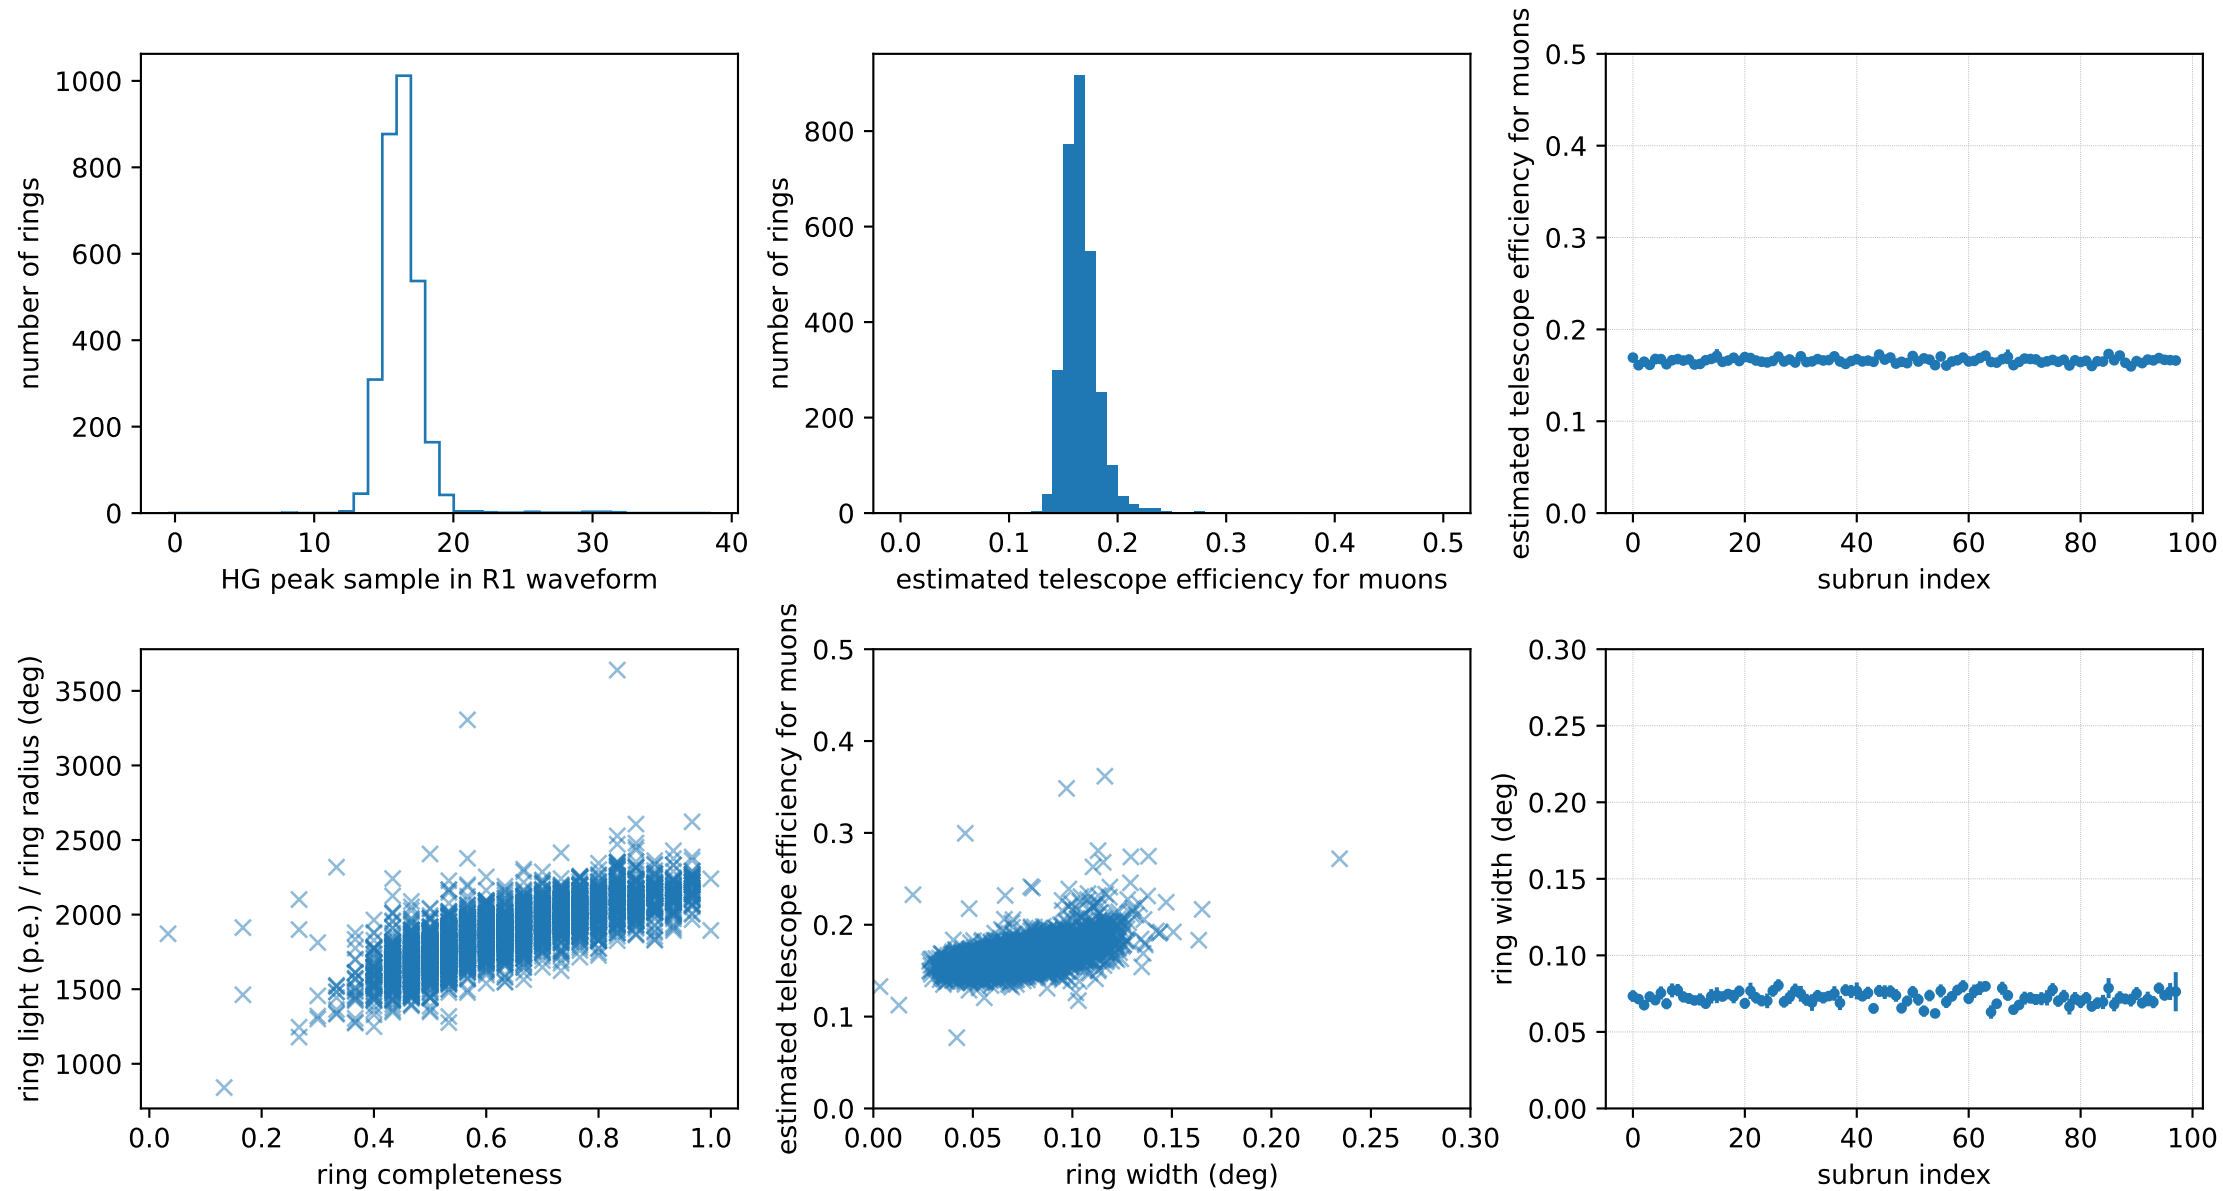 1000
800
600
400
200
0
number of rings
0 10 20 30 40
HG peak sample in R1 waveform
800
600
400
200
0
number of rings
0.0 0.1 0.2 0.3 0.4 0.5
estimated telescope efficiency for muons
0.5
0.4
0.3
0.2
0.1
0.0
estimated telescope efficiency for muons
0 20 40 60 80 100
subrun index
3500
3000
2500
2000
1500
1000
ring light (p.e.) / ring radius (deg)
0.0 0.2 0.4 0.6 0.8 1.0
ring completeness
0.5
0.4
0.3
0.2
0.1
0.0
estimated telescope efficiency for muons
0.00 0.05 0.10 0.15 0.20 0.25 0.30
ring width (deg)
0.30
0.25
0.20
0.15
0.10
0.05
0.00
ring width (deg)
0 20 40 60 80 100
subrun index